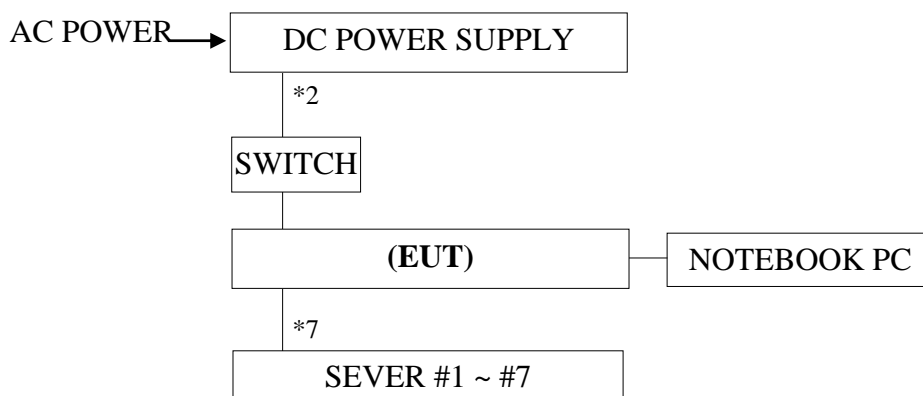 AC POWER
DC POWER SUPPLY
*2
SWITCH
(EUT)
NOTEBOOK PC
*7
SEVER #1 ~ #7